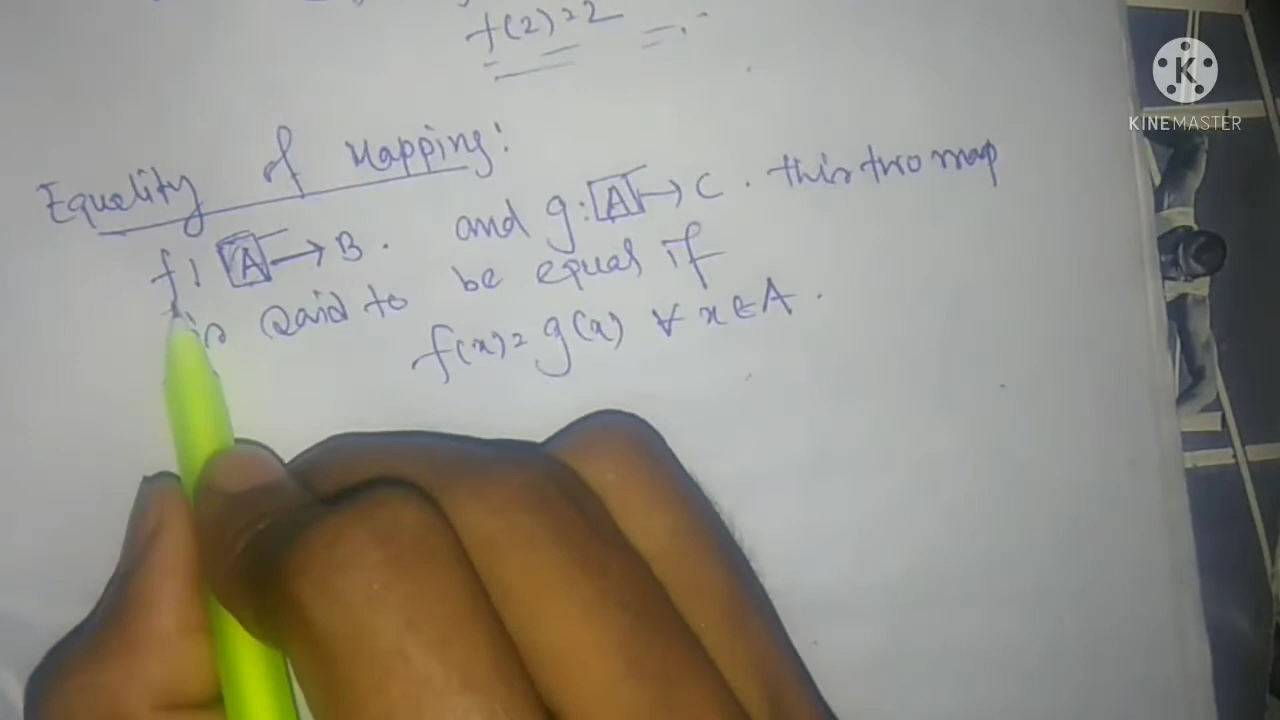 f(2)=2
Equality of Mapping:
f: A → B. and g: A → C. this two map
is said to be equal if
f(x) = g(x) ∀ x ∈ A.
KINEMASTER